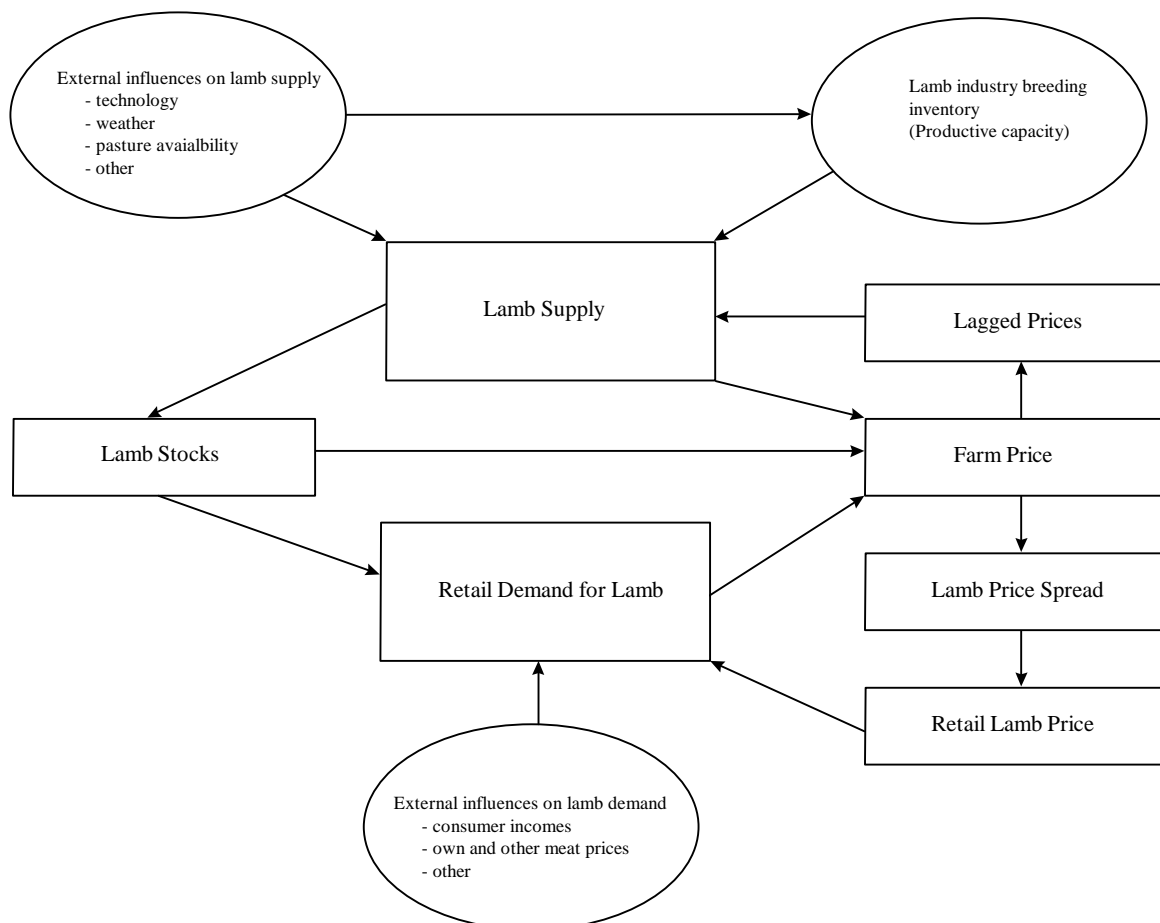 External influences on lamb supply
- technology
- weather
- pasture avaialbility
- other
Lamb industry breeding
inventory
(Productive capacity)
Lamb Supply
Lagged Prices
Lamb Stocks
Farm Price
Retail Demand for Lamb
Lamb Price Spread
Retail Lamb Price
External influences on lamb demand
- consumer incomes
- own and other meat prices
- other